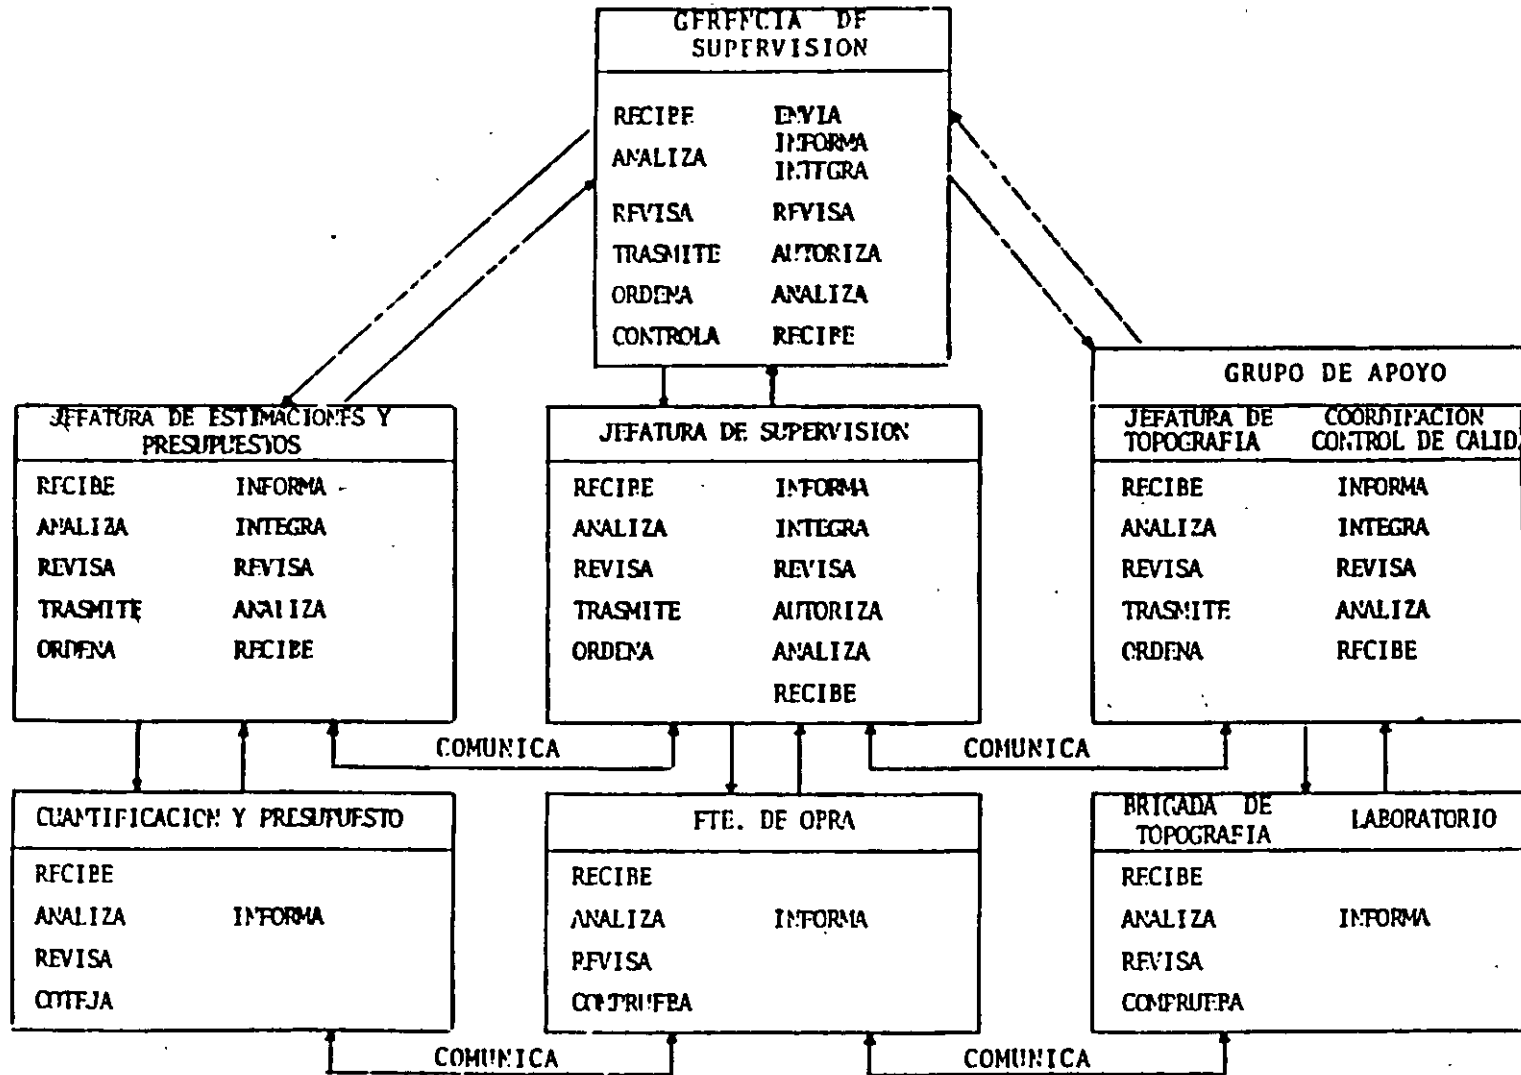 GERENCIA DE
SUPERVISION
RECIBE ENVIA
INFORMA
ANALIZA
INTEGRA
REVISA REVISA
TRASMITE AUTORIZA
ORDENA ANALIZA
CONTROLA RECIBE
JEFATURA DE ESTIMACIONES Y
PRESUPUESTOS
RECIBE INFORMA
ANALIZA INTEGRA
REVISA REVISA
TRASMITE ANALIZA
ORDENA RECIBE
JEFATURA DE SUPERVISION
RECIBE INFORMA
ANALIZA INTEGRA
REVISA REVISA
TRASMITE AUTORIZA
ORDENA ANALIZA
RECIBE
GRUPO DE APOYO
JEFATURA DE COORDINACION
TOPOGRAFIA CONTROL DE CALID
RECIBE INFORMA
ANALIZA INTEGRA
REVISA REVISA
TRASMITE ANALIZA
ORDENA RECIBE
COMUNICA
COMUNICA
CUANTIFICACION Y PRESUPUESTO
RECIBE
ANALIZA INFORMA
REVISA
COTEJA
FTE. DE OBRA
RECIBE
ANALIZA INFORMA
REVISA
COMPRUEBA
BRIGADA DE LABORATORIO
TOPOGRAFIA
RECIBE
ANALIZA INFORMA
REVISA
COMPRUEBA
COMUNICA
COMUNICA